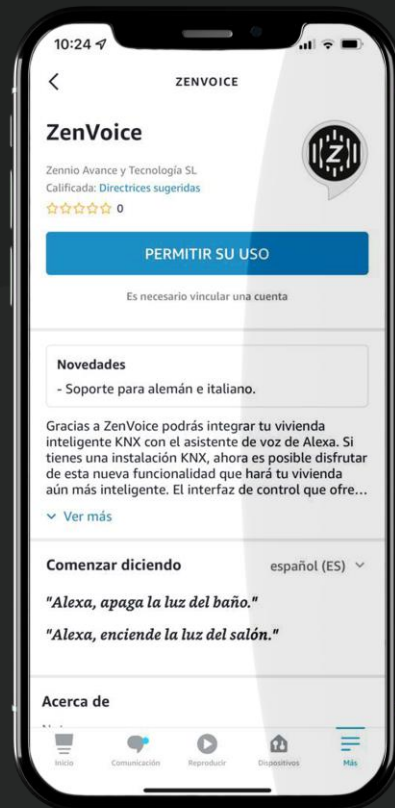 10:24
ZENVOICE
ZenVoice
Z
Zennio Avance y Tecnología SL
Calificada: Directrices sugeridas
0
PERMITIR SU USO
Es necesario vincular una cuenta
Novedades
- Soporte para alemán e italiano.
Gracias a ZenVoice podrás integrar tu vivienda
inteligente KNX con el asistente de voz de Alexa. Si
tienes una instalación KNX, ahora es posible disfrutar
de esta nueva funcionalidad que hará tu vivienda
aún más inteligente. El interfaz de control que ofre...
Ver más
Comenzar diciendo español (ES)
"Alexa, apaga la luz del baño."
"Alexa, enciende la luz del salón."
Acerca de
Inicio Comunicación Reproducir Dispositivos Más